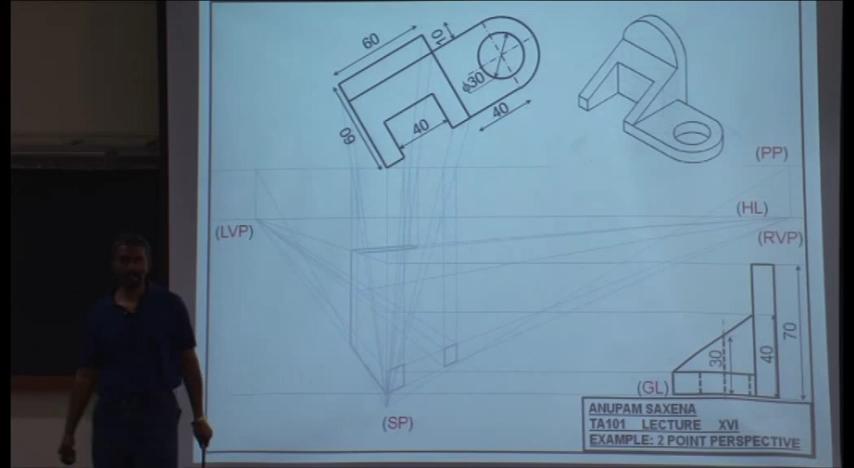 60
10
ϕ30
40
40
60
(PP)
(HL)
(LVP)
(RVP)
70
40
30
(GL)
(SP)
ANUPAM SAXENA
TA101 LECTURE XVI
EXAMPLE: 2 POINT PERSPECTIVE